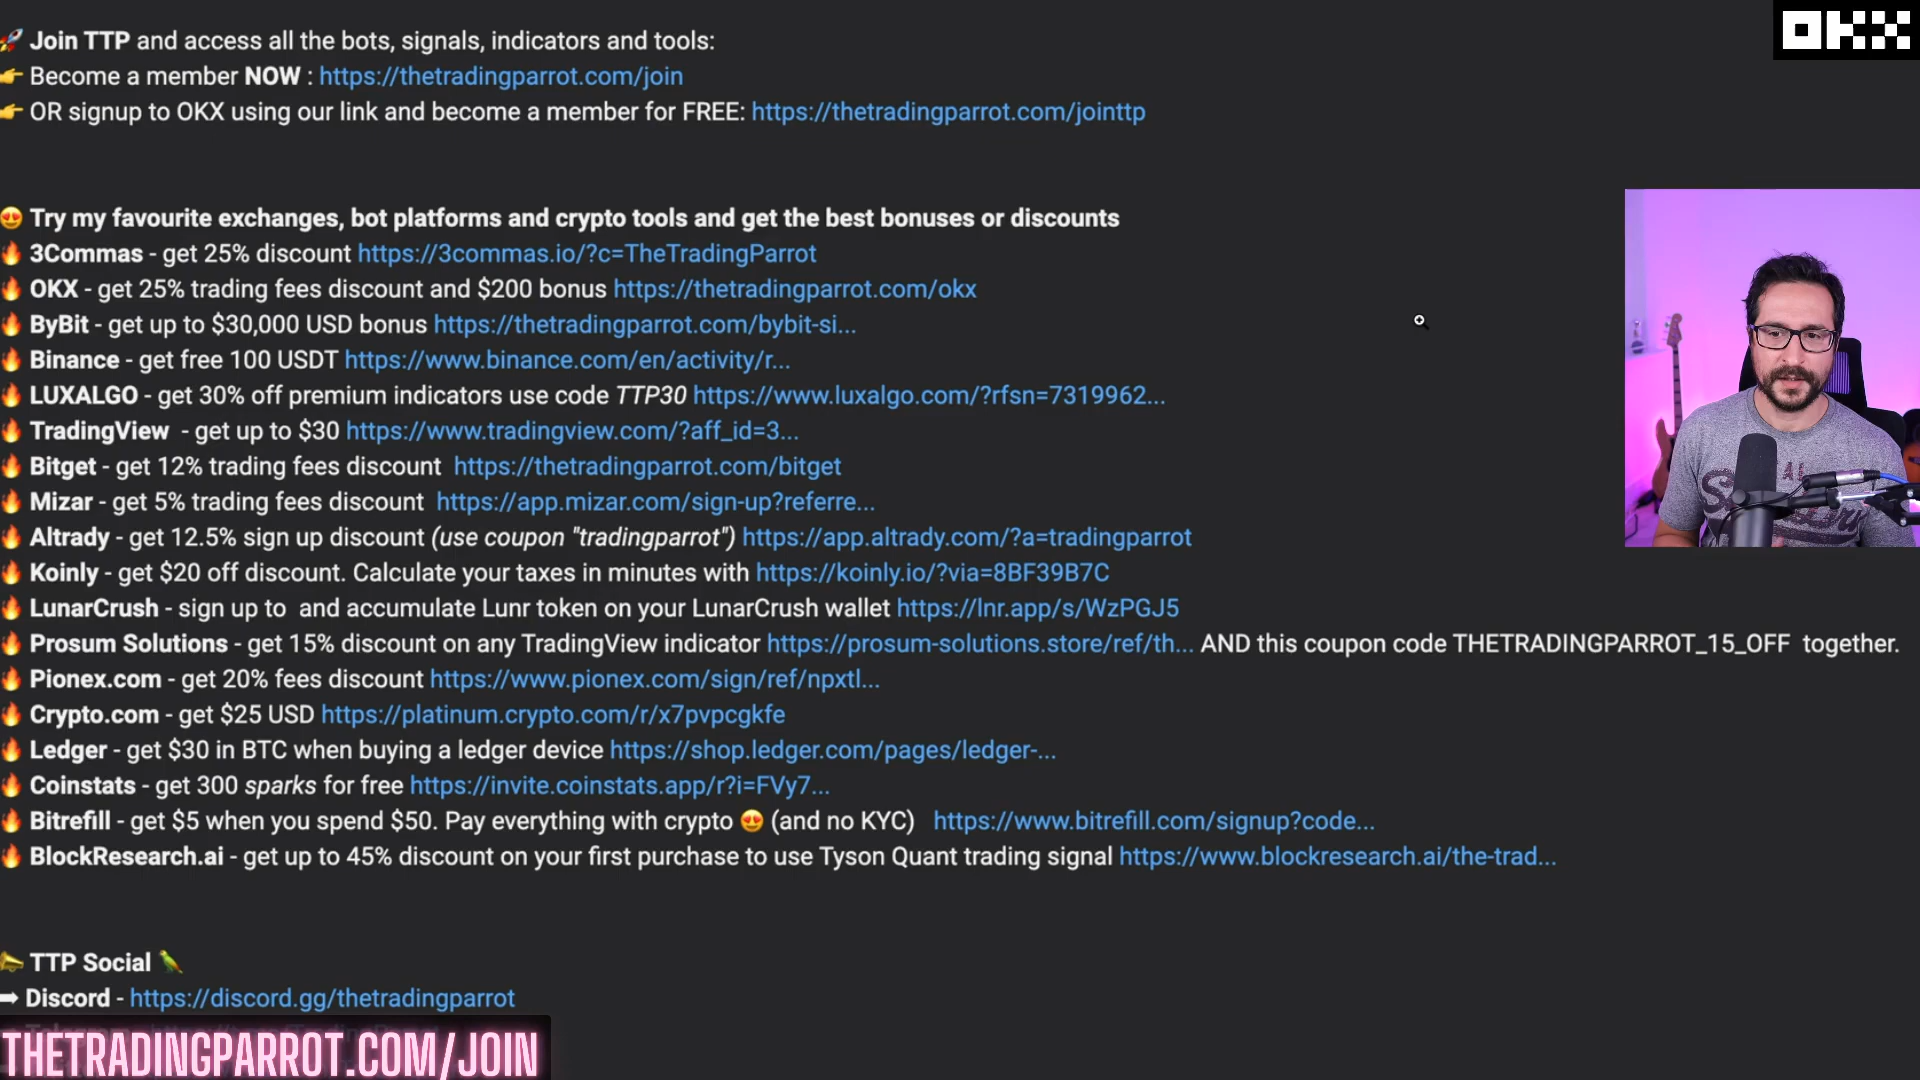 🚀 Join TTP and access all the bots, signals, indicators and tools:
OKX
👉 Become a member NOW : https://thetradingparrot.com/join
👉 OR signup to OKX using our link and become a member for FREE: https://thetradingparrot.com/jointtp
😍 Try my favourite exchanges, bot platforms and crypto tools and get the best bonuses or discounts
🔥 3Commas - get 25% discount https://3commas.io/?c=TheTradingParrot
🔥 OKX - get 25% trading fees discount and $200 bonus https://thetradingparrot.com/okx
🔥 ByBit - get up to $30,000 USD bonus https://thetradingparrot.com/bybit-si...
🔥 Binance - get free 100 USDT https://www.binance.com/en/activity/r...
🔥 LUXALGO - get 30% off premium indicators use code TTP30 https://www.luxalgo.com/?rfsn=7319962...
🔥 TradingView - get up to $30 https://www.tradingview.com/?aff_id=3...
🔥 Bitget - get 12% trading fees discount https://thetradingparrot.com/bitget
🔥 Mizar - get 5% trading fees discount https://app.mizar.com/sign-up?referre...
🔥 Altrady - get 12.5% sign up discount (use coupon "tradingparrot") https://app.altrady.com/?a=tradingparrot
🔥 Koinly - get $20 off discount. Calculate your taxes in minutes with https://koinly.io/?via=8BF39B7C
🔥 LunarCrush - sign up to and accumulate Lunr token on your LunarCrush wallet https://lnr.app/s/WzPGJ5
🔥 Prosum Solutions - get 15% discount on any TradingView indicator https://prosum-solutions.store/ref/th... AND this coupon code THETRADINGPARROT_15_OFF together.
🔥 Pionex.com - get 20% fees discount https://www.pionex.com/sign/ref/npxtl...
🔥 Crypto.com - get $25 USD https://platinum.crypto.com/r/x7pvpcgkfe
🔥 Ledger - get $30 in BTC when buying a ledger device https://shop.ledger.com/pages/ledger-...
🔥 Coinstats - get 300 sparks for free https://invite.coinstats.app/r?i=FVy7...
🔥 Bitrefill - get $5 when you spend $50. Pay everything with crypto 😍 (and no KYC) https://www.bitrefill.com/signup?code...
🔥 BlockResearch.ai - get up to 45% discount on your first purchase to use Tyson Quant trading signal https://www.blockresearch.ai/the-trad...
📣 TTP Social 🦜
➡ Discord - https://discord.gg/thetradingparrot
THETRADINGPARROT.COM/JOIN